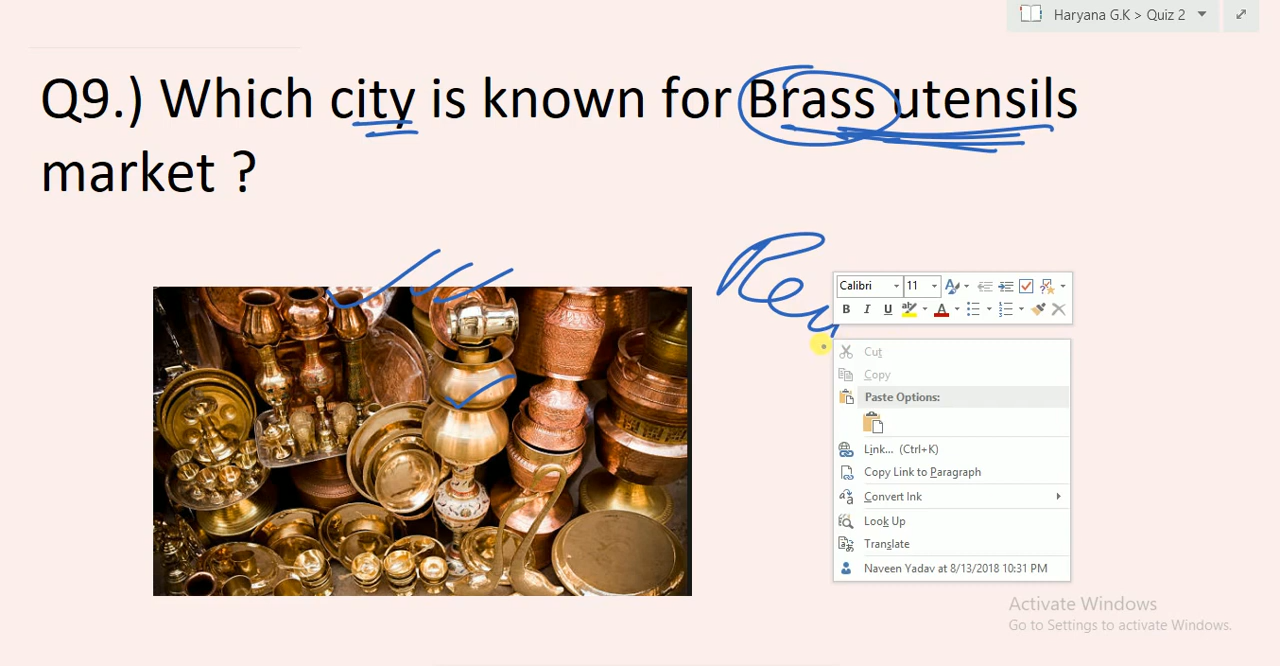 Haryana G.K > Quiz 2
Q9.) Which city is known for Brass utensils
market ?
Re
Calibri 11
B I U
Cut
Copy
Paste Options:
Link... (Ctrl+K)
Copy Link to Paragraph
Convert Ink
Look Up
Translate
Naveen Yadav at 8/13/2018 10:31 PM
Activate Windows
Go to Settings to activate Windows.